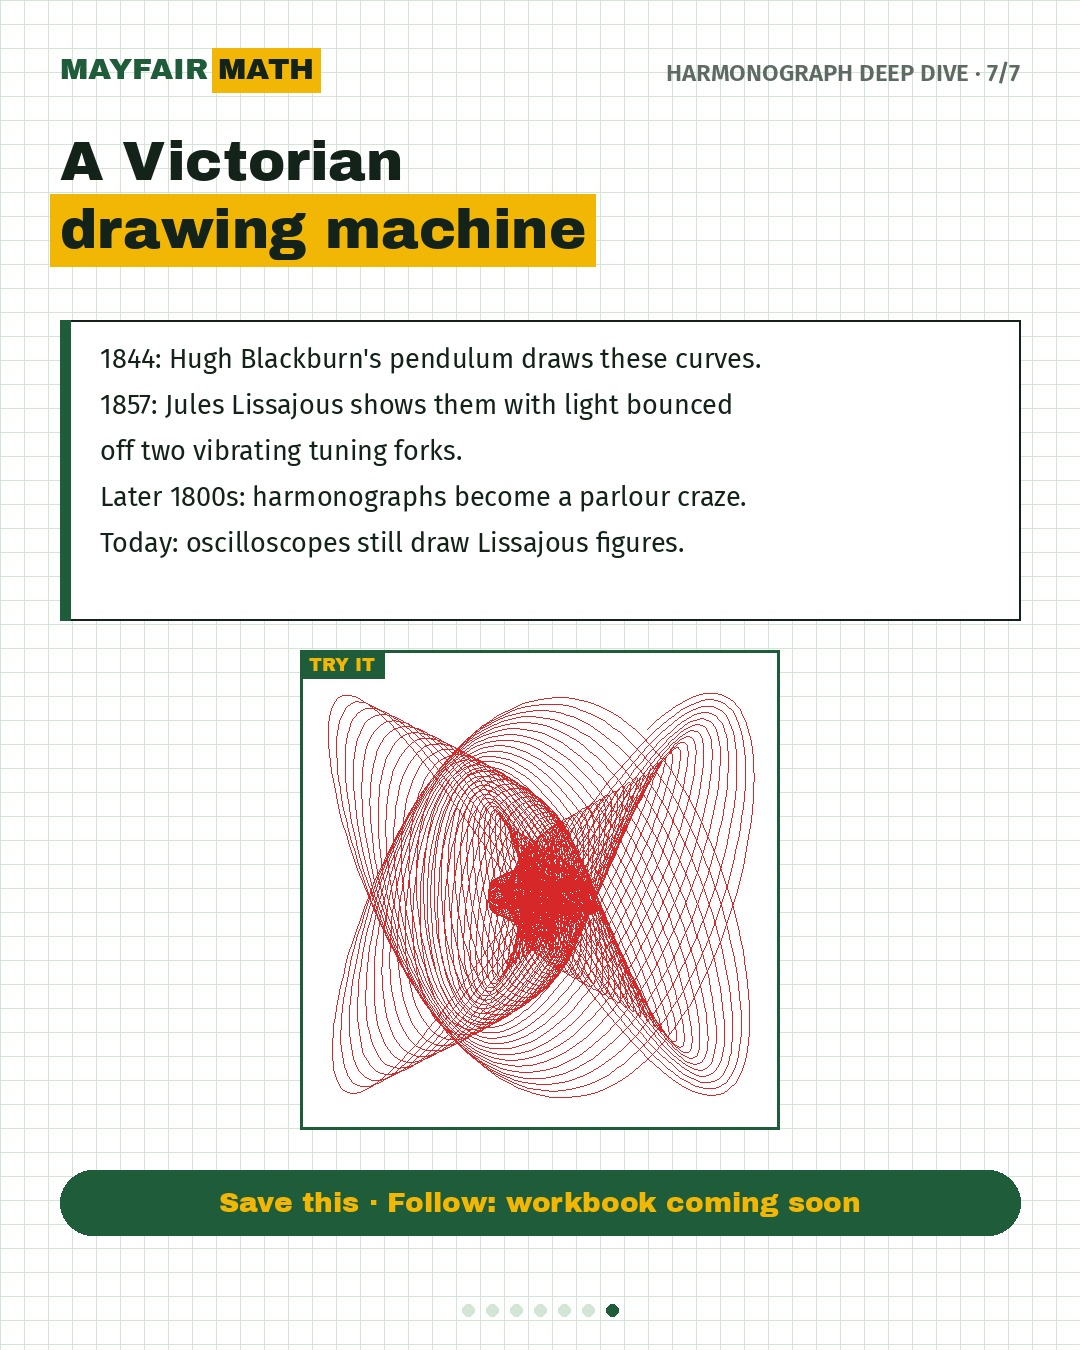 MAYFAIR MATH
HARMONOGRAPH DEEP DIVE · 7/7
A Victorian
drawing machine
1844: Hugh Blackburn's pendulum draws these curves.
1857: Jules Lissajous shows them with light bounced
off two vibrating tuning forks.
Later 1800s: harmonographs become a parlour craze.
Today: oscilloscopes still draw Lissajous figures.
TRY IT
Save this · Follow: workbook coming soon